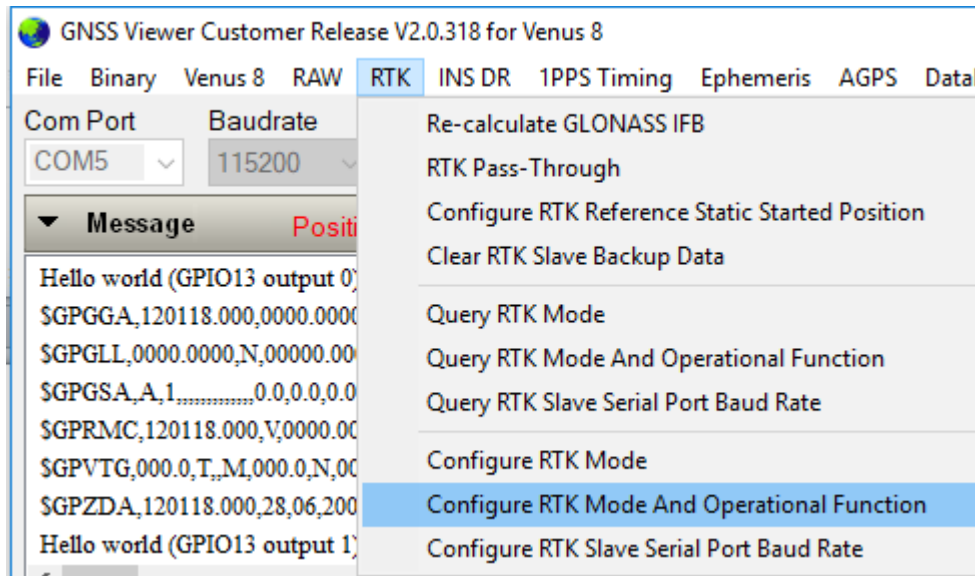 GNSS Viewer Customer Release V2.0.318 for Venus 8
File Binary Venus 8 RAW RTK INS DR 1PPS Timing Ephemeris AGPS Datal
Com Port Baudrate
COM5 115200
Message Positi
Hello world (GPIO13 output 0)
$GPGGA,120118.000,0000.0000
$GPGLL,0000.0000,N,00000.00
$GPGSA,A,1,,,,,,,,,,,,,0.0,0.0,0.0
$GPRMC,120118.000,V,0000.00
$GPVTG,000.0,T,,M,000.0,N,00
$GPZDA,120118.000,28,06,200
Hello world (GPIO13 output 1)
Re-calculate GLONASS IFB
RTK Pass-Through
Configure RTK Reference Static Started Position
Clear RTK Slave Backup Data
Query RTK Mode
Query RTK Mode And Operational Function
Query RTK Slave Serial Port Baud Rate
Configure RTK Mode
Configure RTK Mode And Operational Function
Configure RTK Slave Serial Port Baud Rate